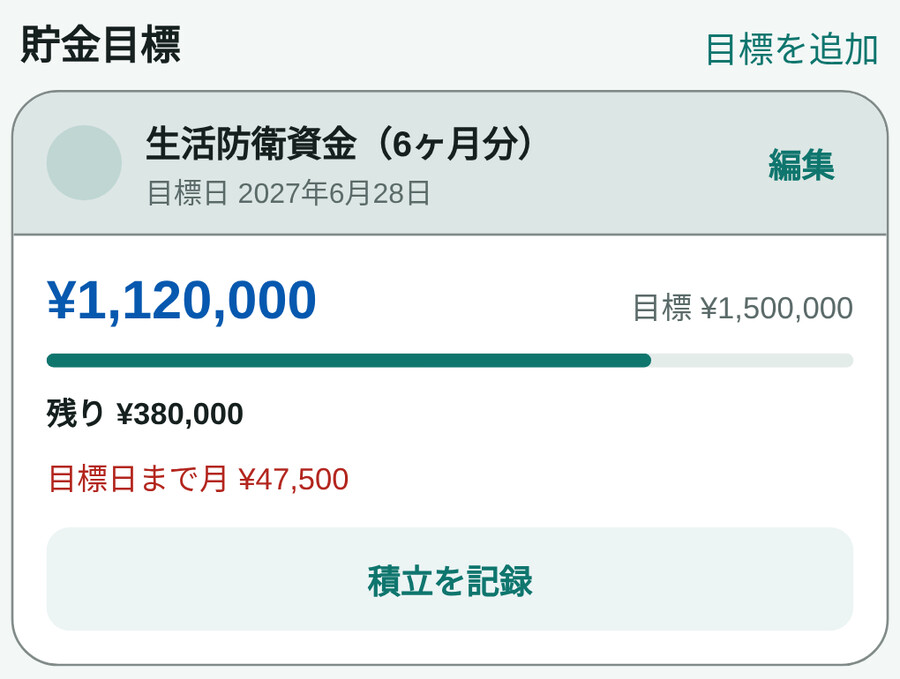 貯金目標
目標を追加
生活防衛資金（6ヶ月分）
目標日 2027年6月28日
編集
¥1,120,000
目標 ¥1,500,000
残り ¥380,000
目標日まで月 ¥47,500
積立を記録